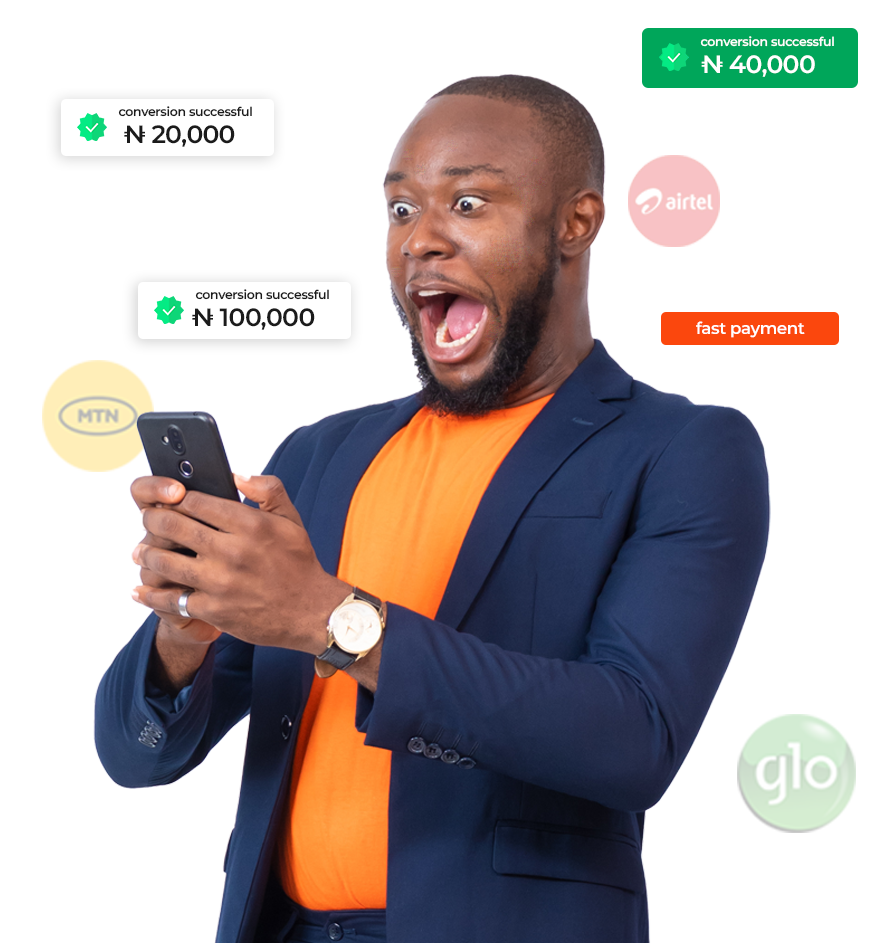 conversion successful
₦ 40,000
conversion successful
₦ 20,000
airtel
conversion successful
₦ 100,000
fast payment
MTN
glo